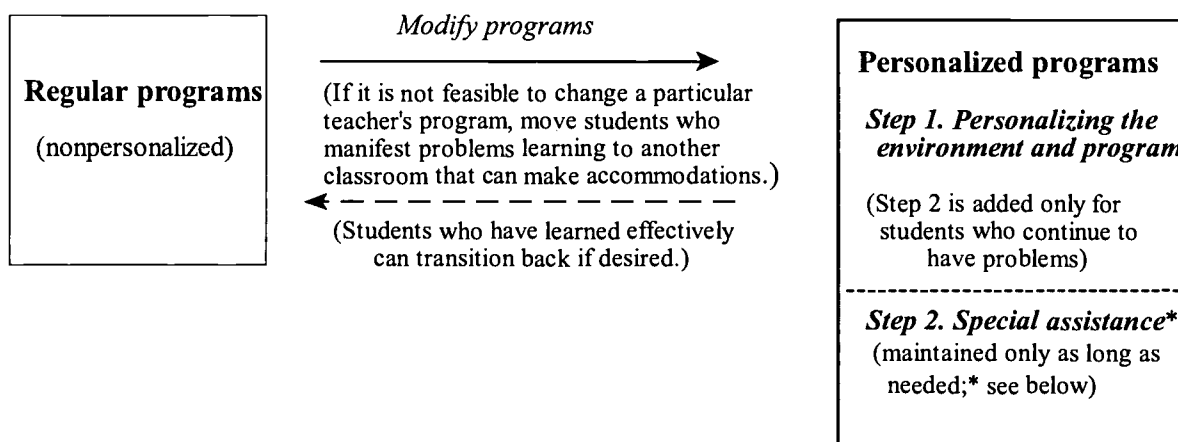 Regular programs
(nonpersonalized)
Modify programs
(If it is not feasible to change a particular
teacher's program, move students who
manifest problems learning to another
classroom that can make accommodations.)
(Students who have learned effectively
can transition back if desired.)
Personalized programs
Step 1. Personalizing the
environment and program
(Step 2 is added only for
students who continue to
have problems)
Step 2. Special assistance*
(maintained only as long as
needed;* see below)